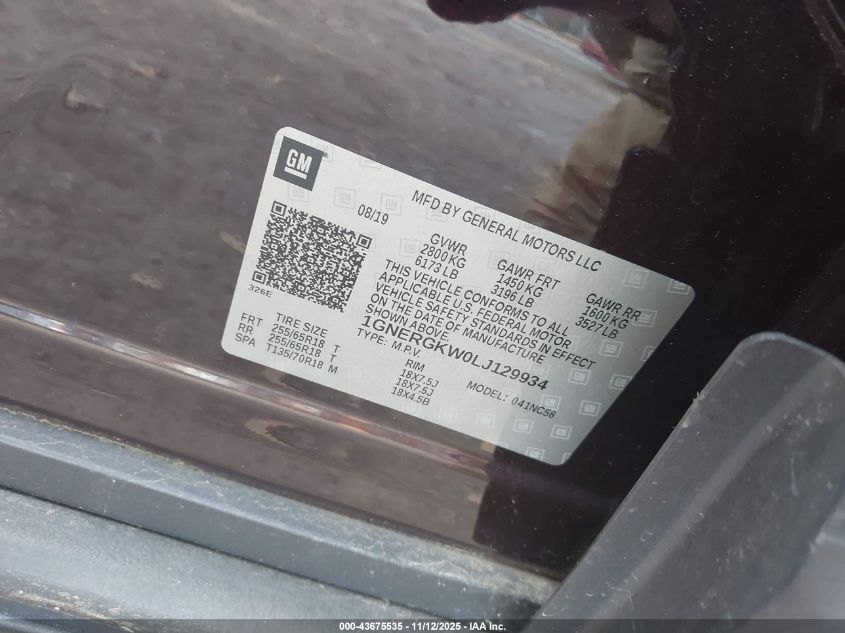 GM
MFD BY GENERAL MOTORS LLC
08/19
GVWR GAWR FRT GAWR RR
2800 KG 1450 KG 1600 KG
6173 LB 3196 LB 3527 LB
THIS VEHICLE CONFORMS TO ALL
APPLICABLE U.S. FEDERAL MOTOR
VEHICLE SAFETY STANDARDS IN EFFECT
ON THE DATE OF MANUFACTURE
SHOWN ABOVE
1GNERGKW0LJ129934
TYPE: M.P.V. MODEL: 041NC56
326E
TIRE SIZE RIM
FRT 255/65R18 T 18X7.5J
RR 255/65R18 T 18X7.5J
SPA T135/70R18 M 18X4.5B
000-43675535 - 11/12/2025 - IAA Inc.